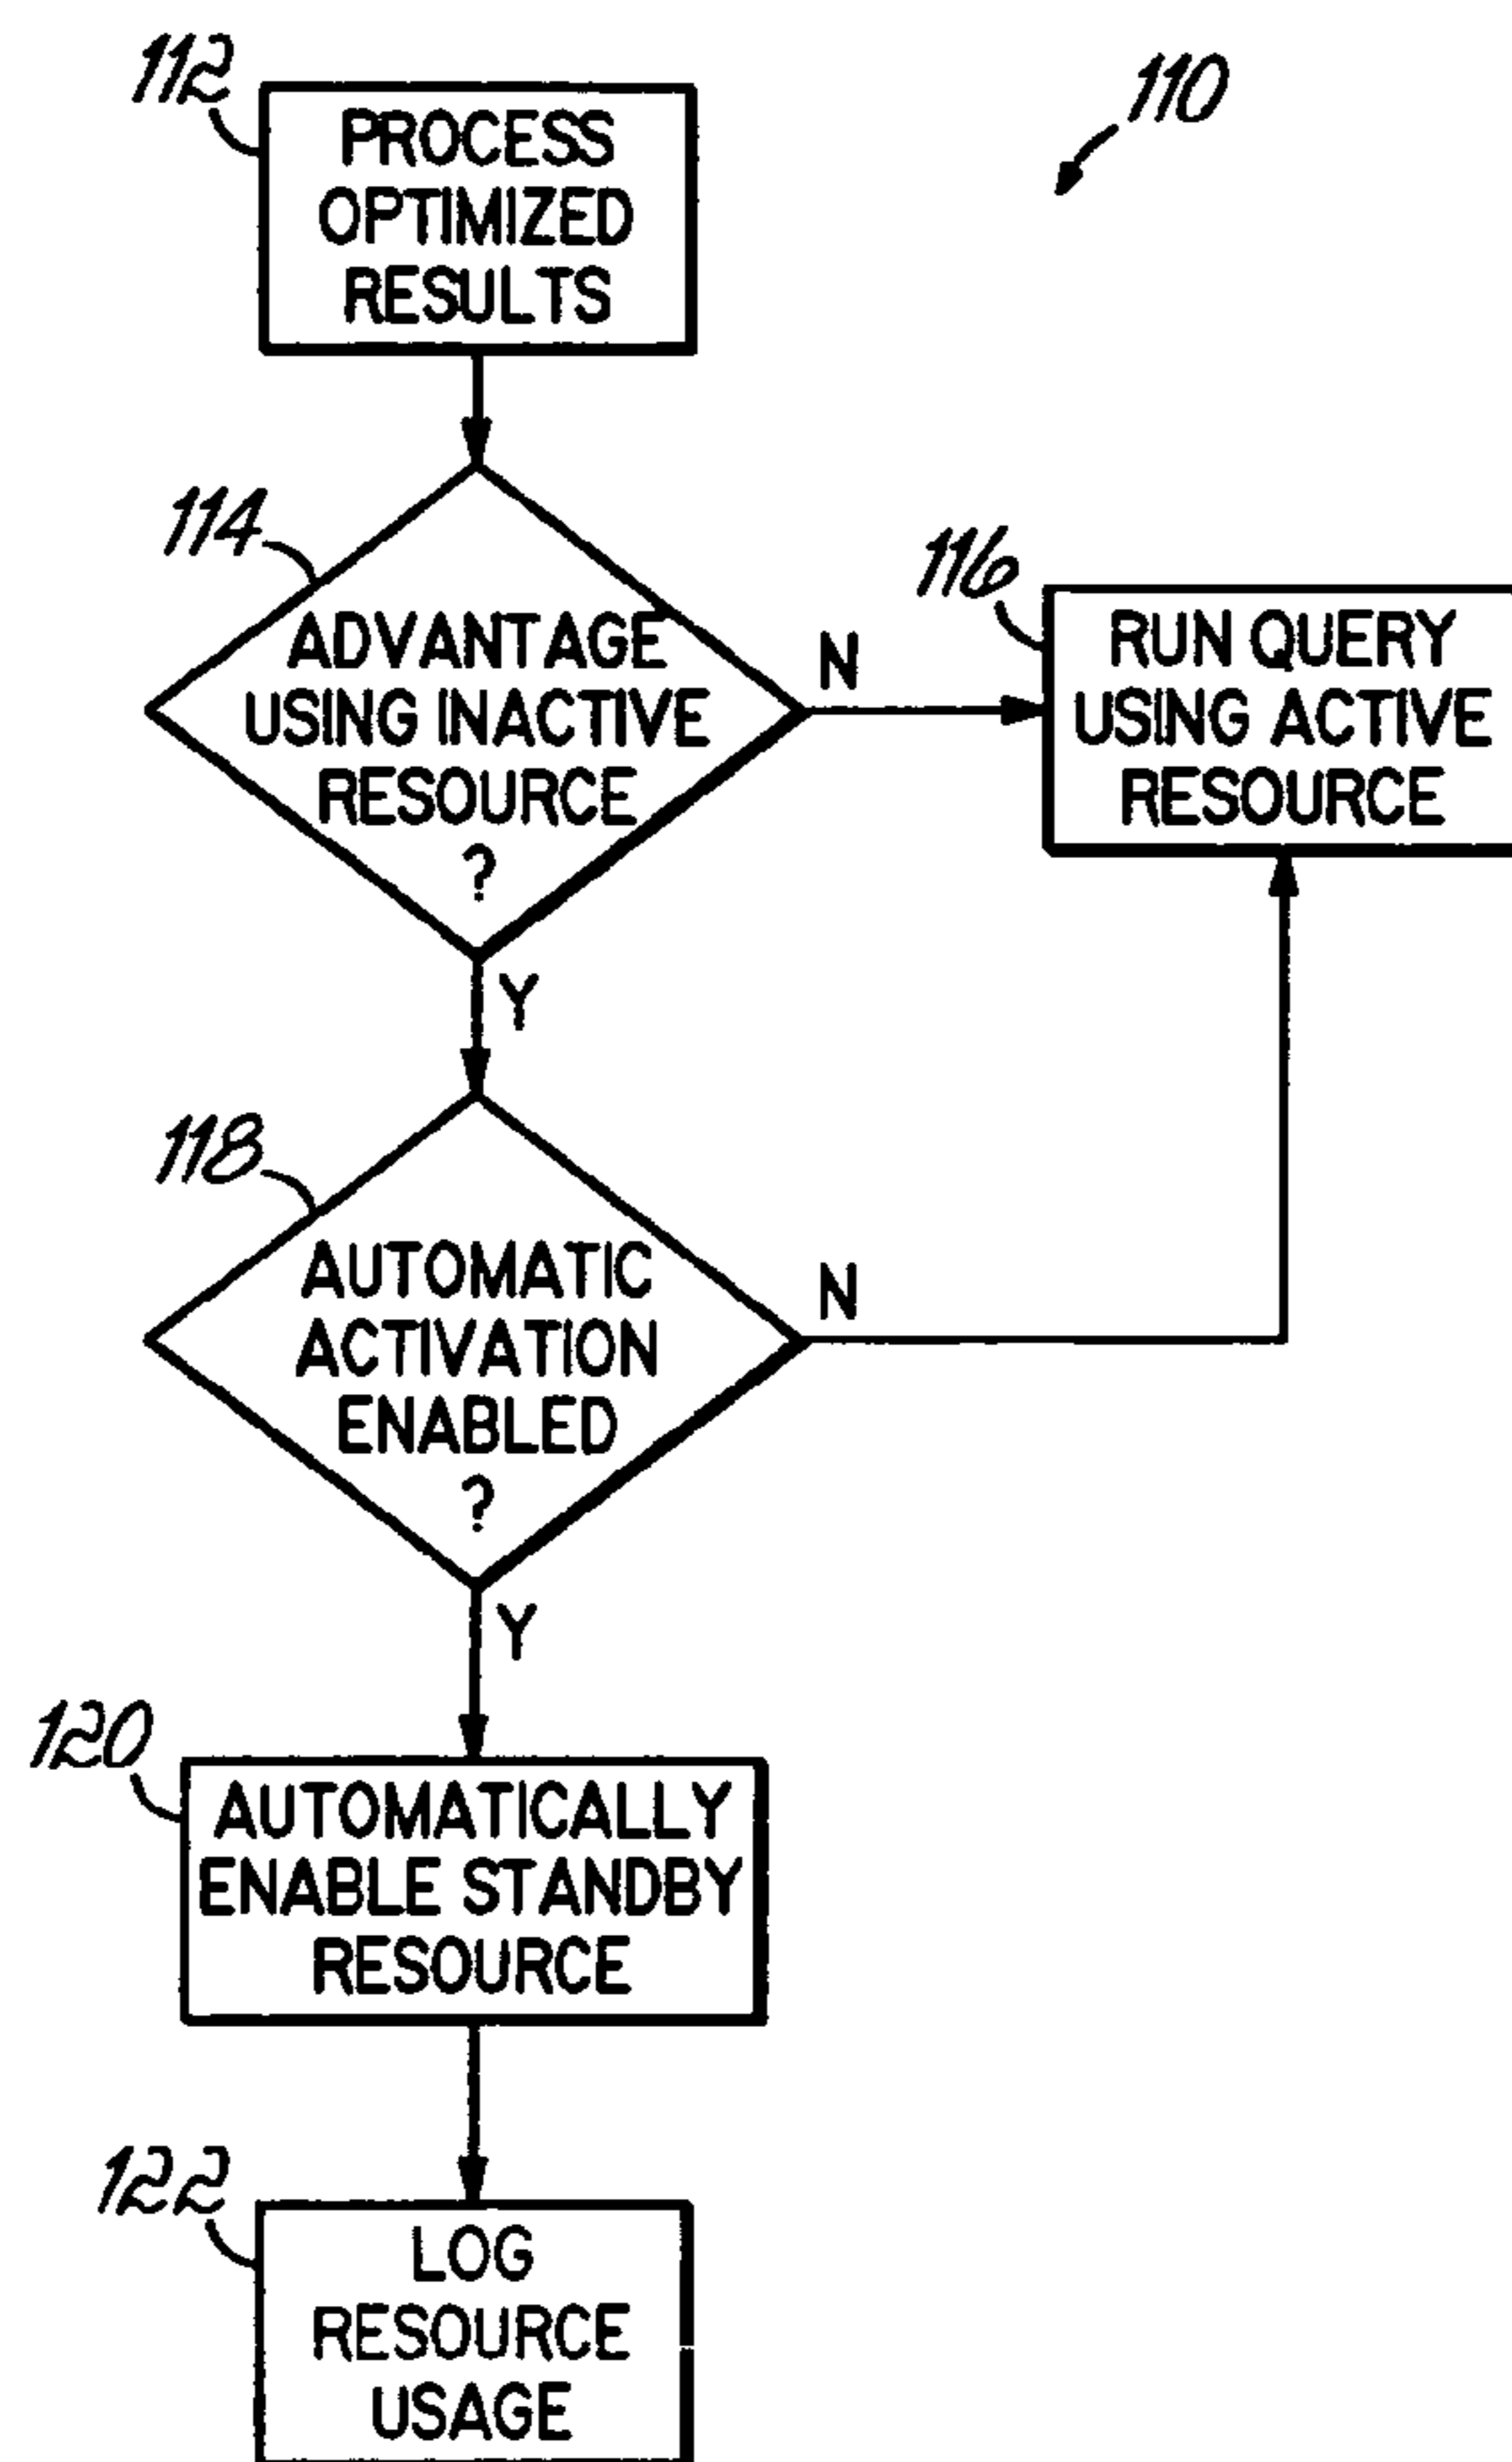 112
110
PROCESS
OPTIMIZED
RESULTS
114
ADVANTAGE
USING INACTIVE
RESOURCE
?
N
116
RUN QUERY
USING ACTIVE
RESOURCE
Y
118
AUTOMATIC
ACTIVATION
ENABLED
?
N
Y
120
AUTOMATICALLY
ENABLE STANDBY
RESOURCE
122
LOG
RESOURCE
USAGE